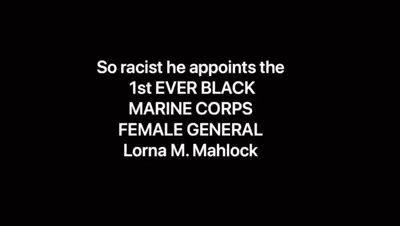 So racist he appoints the
1st EVER BLACK
MARINE CORPS
FEMALE GENERAL
Lorna M. Mahlock